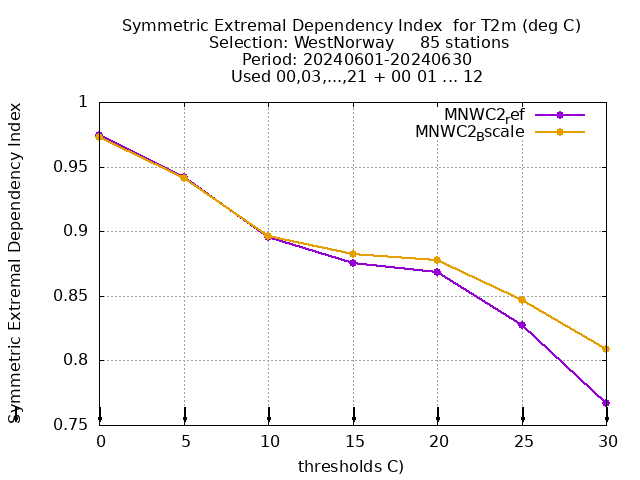 Symmetric Extremal Dependency Index  for T2m (deg C)
Selection: WestNorway     85 stations
Period: 20240601-20240630
Used 00,03,...,21 + 00 01 ... 12
Symmetric Extremal Dependency Index
1
0.95
0.9
0.85
0.8
0.75
MNWC2_ref
MNWC2_Bscale
0 5 10 15 20 25 30
thresholds C)